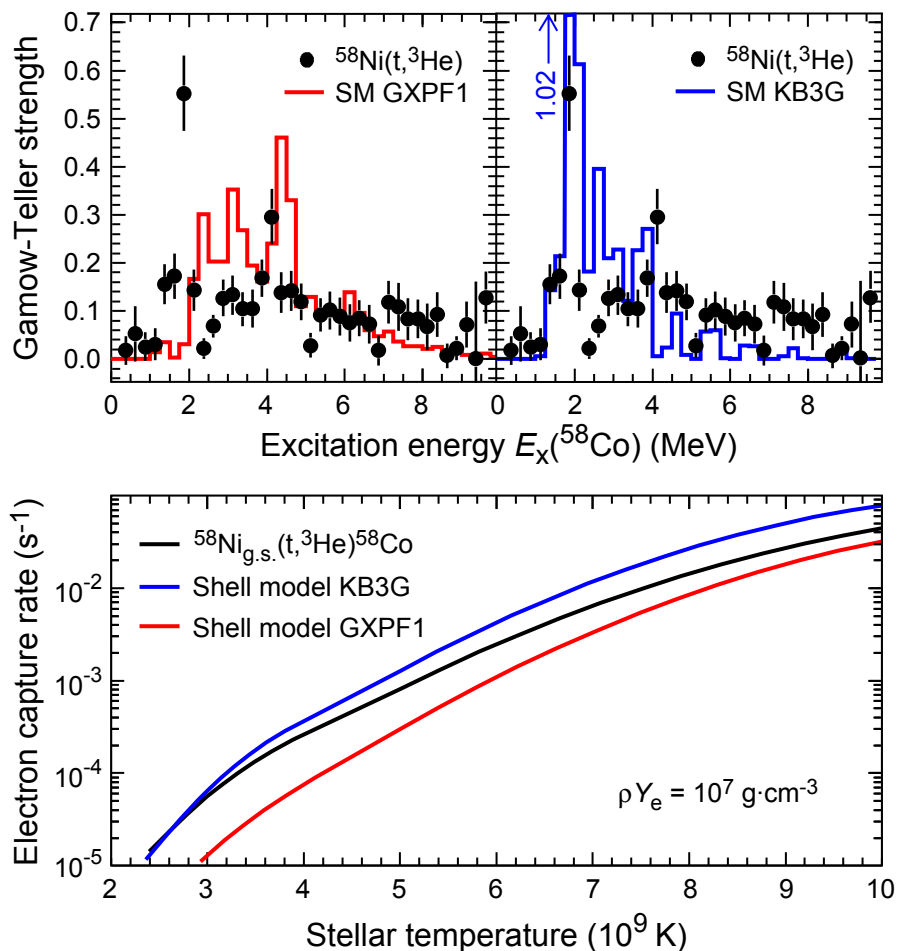 Gamow-Teller strength
0.7
0.6
0.5
0.4
0.3
0.2
0.1
0.0
⁵⁸Ni(t,³He)
SM GXPF1
1.02
⁵⁸Ni(t,³He)
SM KB3G
0 2 4 6 8 0 2 4 6 8
Excitation energy Eₓ(⁵⁸Co) (MeV)
Electron capture rate (s⁻¹)
10⁻²
10⁻³
10⁻⁴
10⁻⁵
⁵⁸Ni g.s.(t,³He)⁵⁸Co
Shell model KB3G
Shell model GXPF1
ρYₑ = 10⁷ g·cm⁻³
2 3 4 5 6 7 8 9 10
Stellar temperature (10⁹ K)